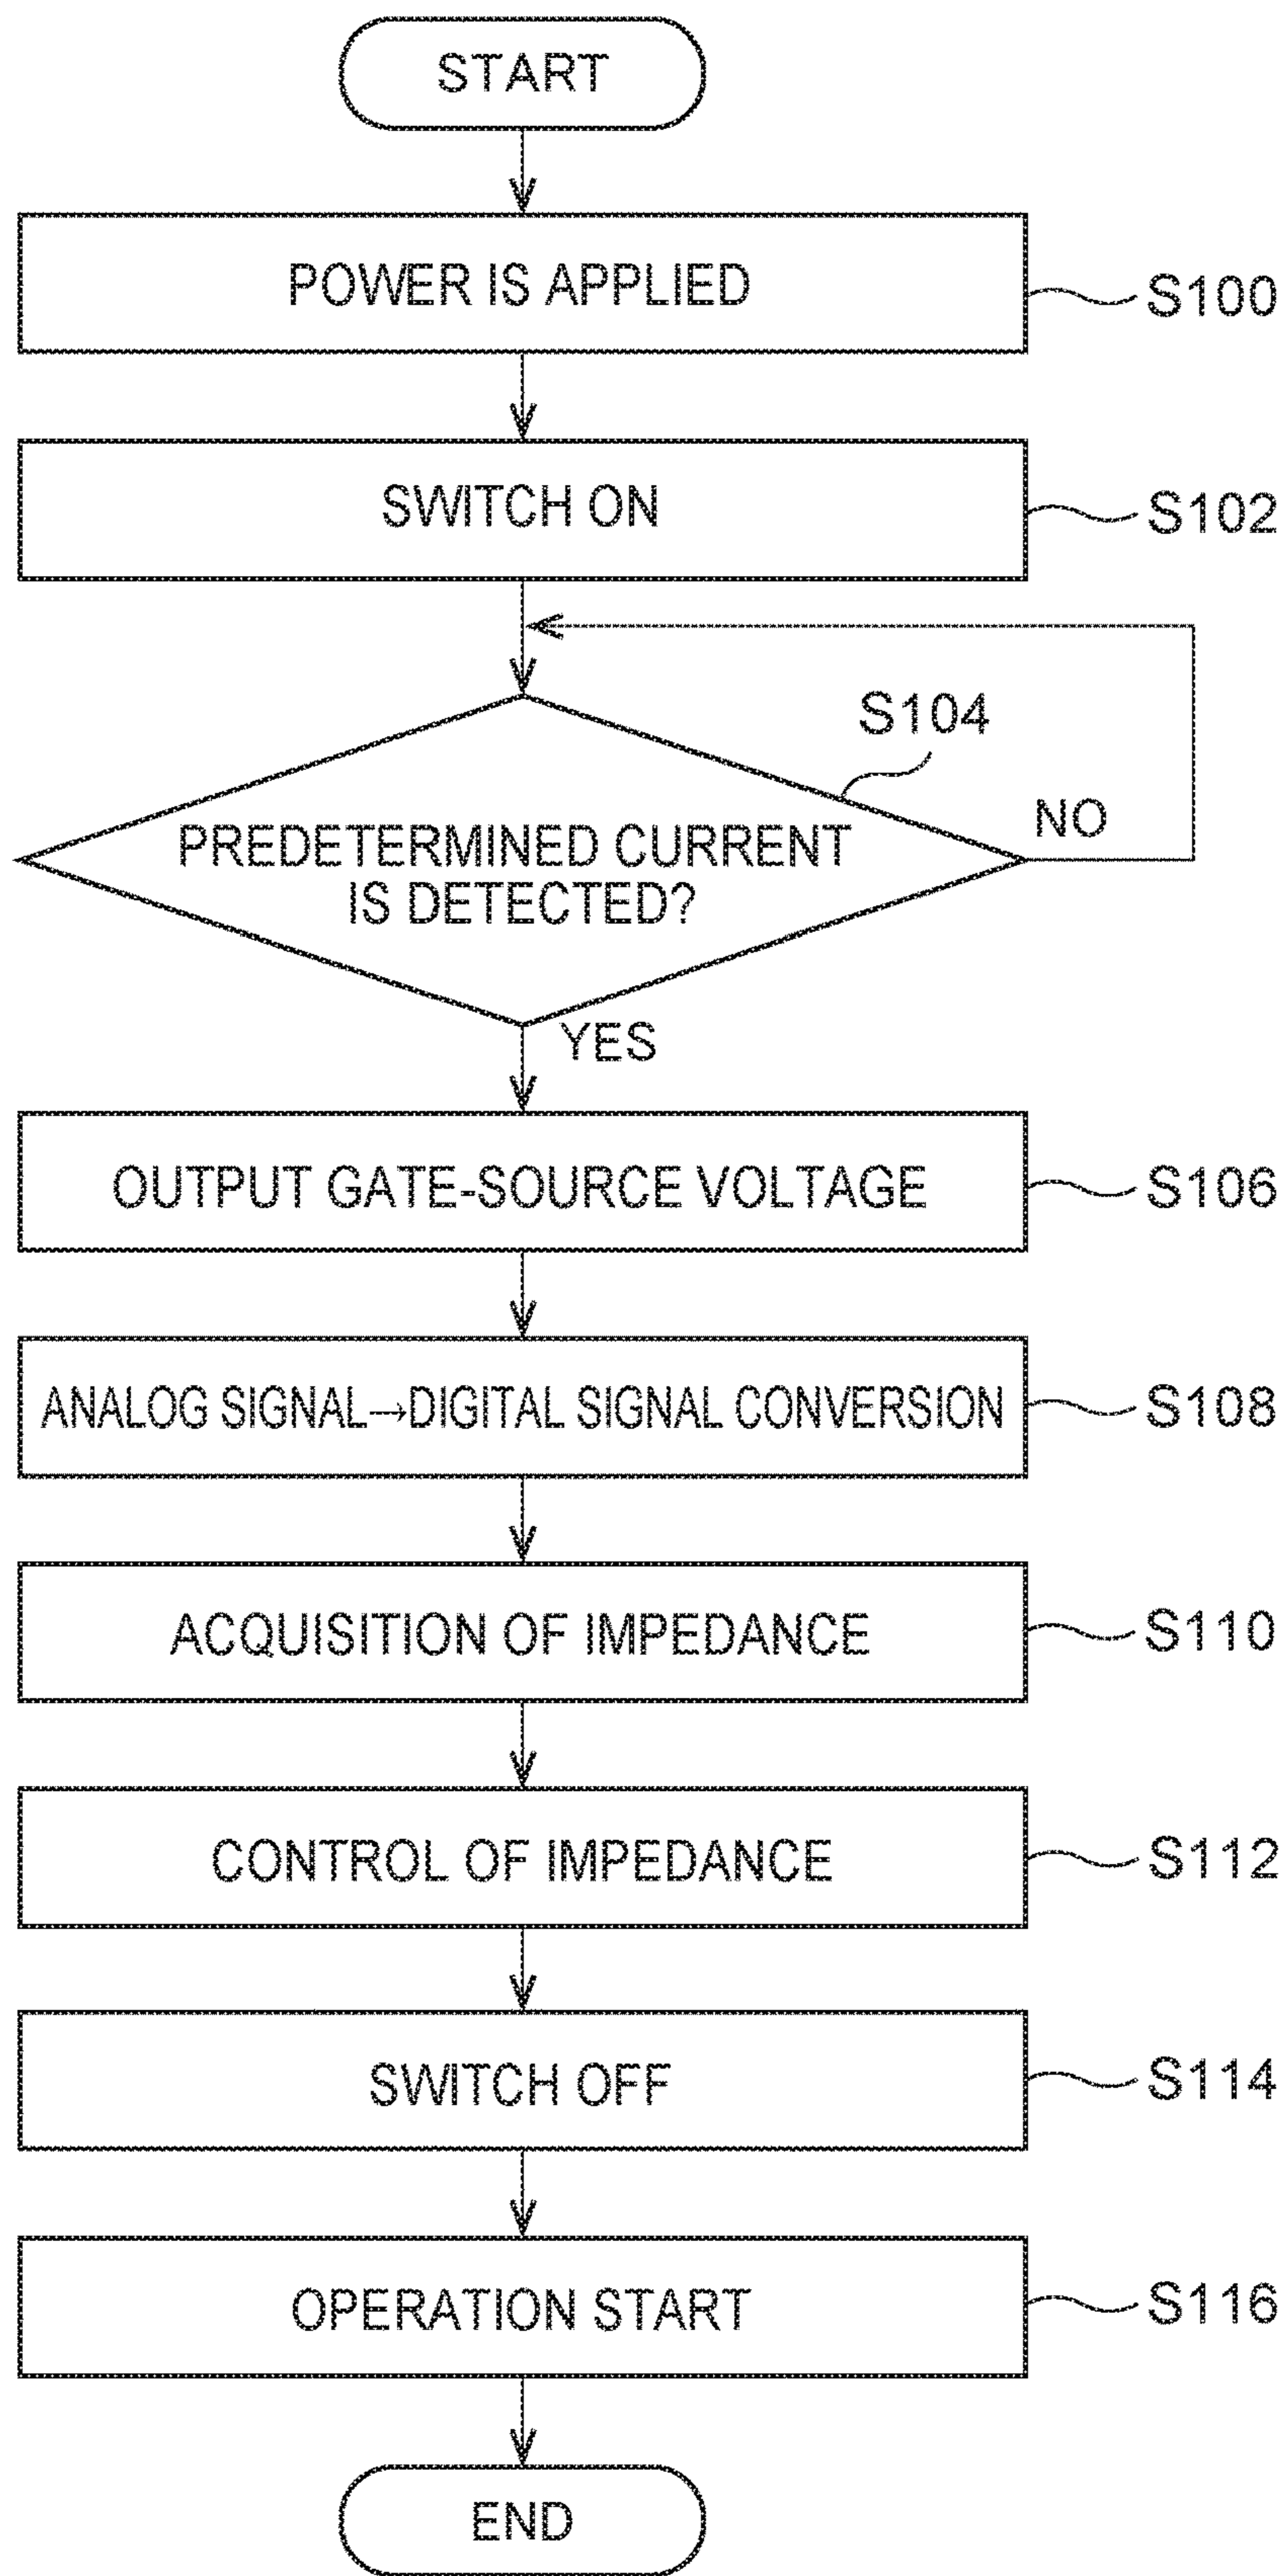 START
POWER IS APPLIED
S100
SWITCH ON
S102
S104
NO
PREDETERMINED CURRENT
IS DETECTED?
YES
OUTPUT GATE-SOURCE VOLTAGE
S106
ANALOG SIGNAL→DIGITAL SIGNAL CONVERSION
S108
ACQUISITION OF IMPEDANCE
S110
CONTROL OF IMPEDANCE
S112
SWITCH OFF
S114
OPERATION START
S116
END